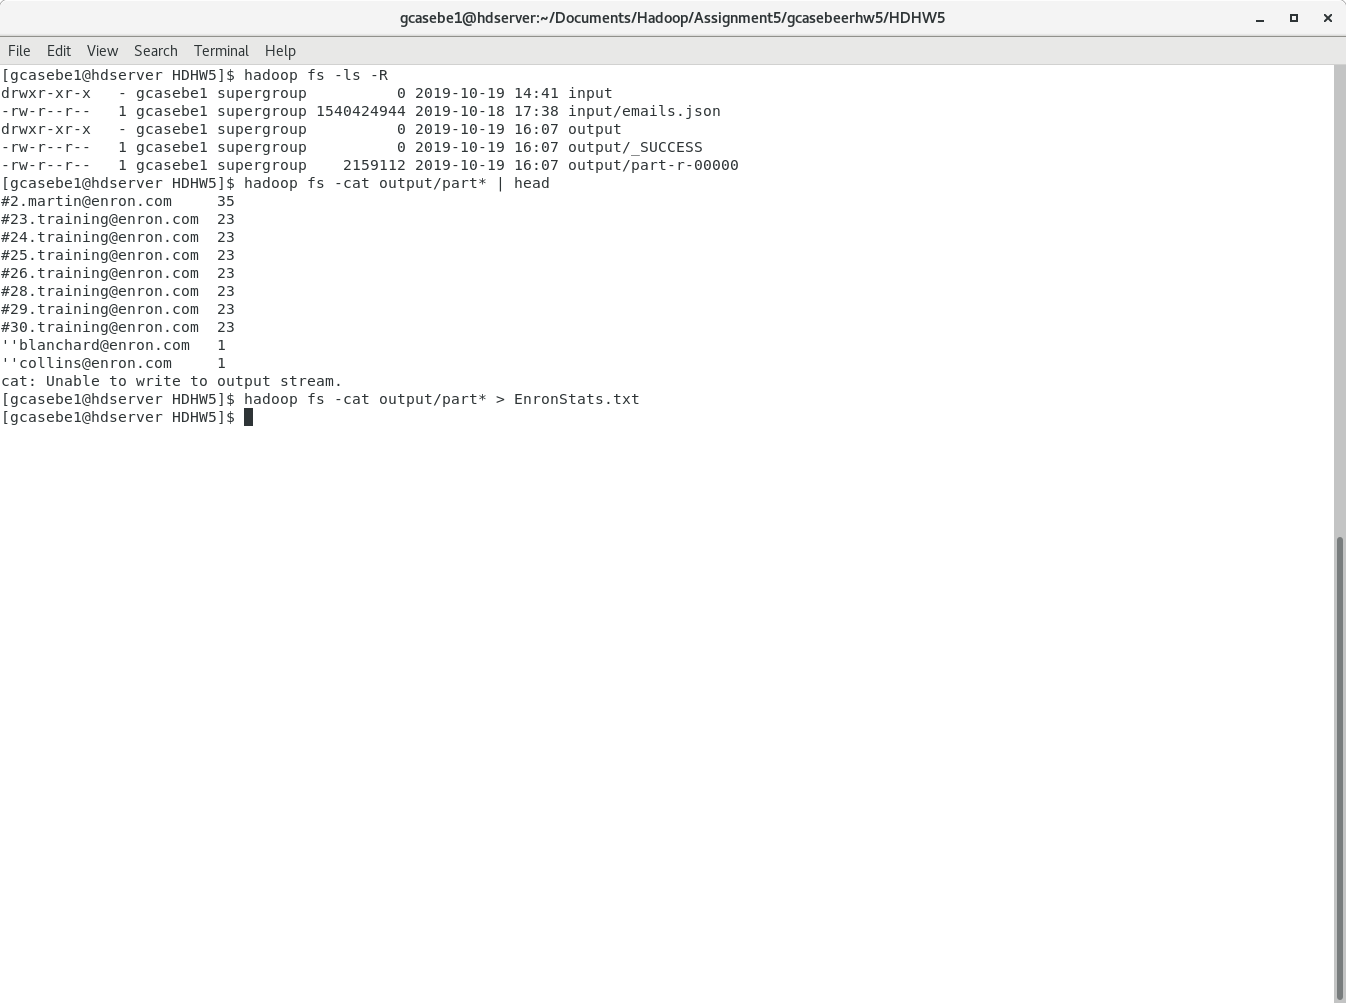 gcasebe1@hdserver:~/Documents/Hadoop/Assignment5/gcasebeerhw5/HDHW5
File Edit View Search Terminal Help
[gcasebe1@hdserver HDHW5]$ hadoop fs -ls -R
drwxr-xr-x   - gcasebe1 supergroup          0 2019-10-19 14:41 input
-rw-r--r--   1 gcasebe1 supergroup 1540424944 2019-10-18 17:38 input/emails.json
drwxr-xr-x   - gcasebe1 supergroup          0 2019-10-19 16:07 output
-rw-r--r--   1 gcasebe1 supergroup          0 2019-10-19 16:07 output/_SUCCESS
-rw-r--r--   1 gcasebe1 supergroup    2159112 2019-10-19 16:07 output/part-r-00000
[gcasebe1@hdserver HDHW5]$ hadoop fs -cat output/part* | head
#2.martin@enron.com     35
#23.training@enron.com  23
#24.training@enron.com  23
#25.training@enron.com  23
#26.training@enron.com  23
#28.training@enron.com  23
#29.training@enron.com  23
#30.training@enron.com  23
''blanchard@enron.com   1
''collins@enron.com     1
cat: Unable to write to output stream.
[gcasebe1@hdserver HDHW5]$ hadoop fs -cat output/part* > EnronStats.txt
[gcasebe1@hdserver HDHW5]$